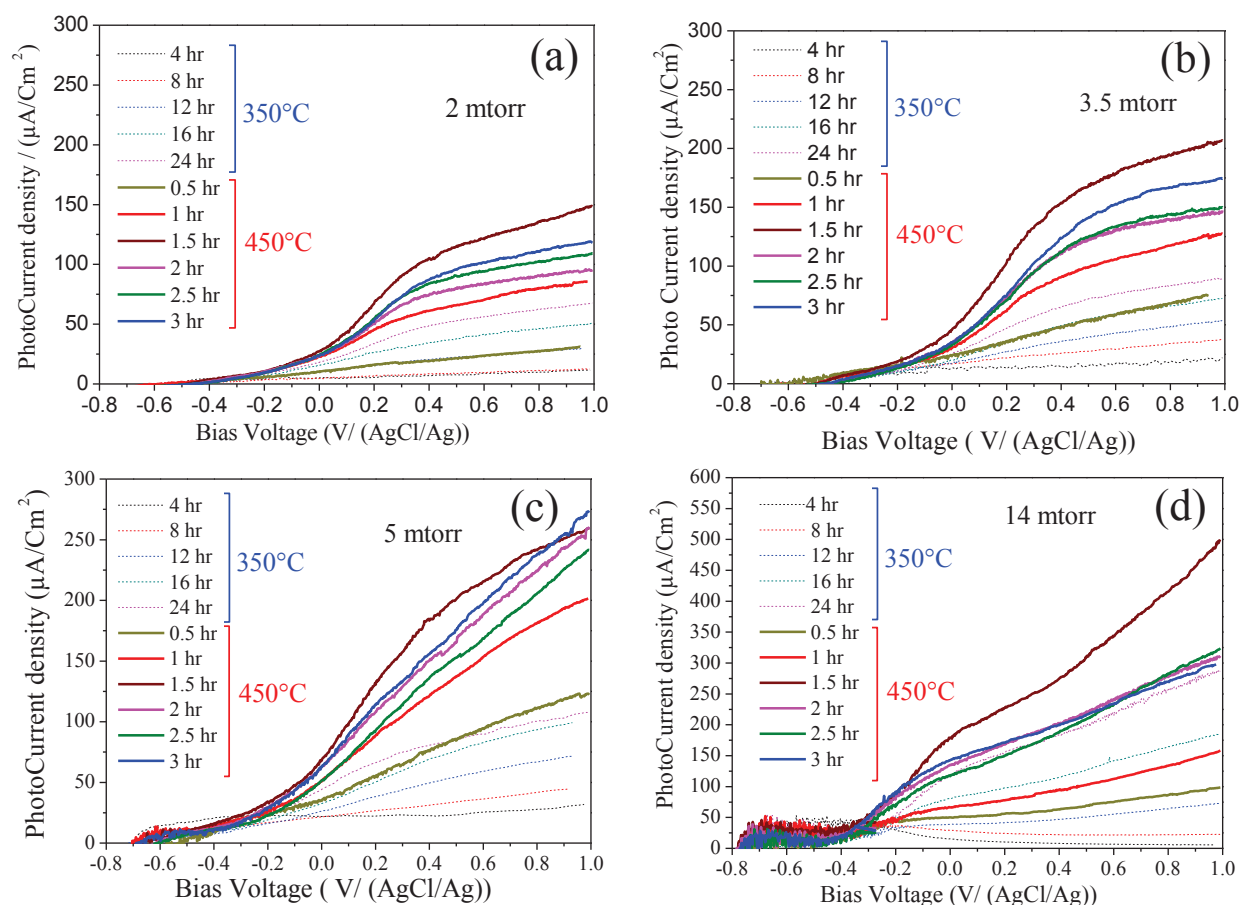 (a)
2 mtorr
4 hr
8 hr
12 hr
16 hr
24 hr
350°C
0.5 hr
1 hr
1.5 hr
2 hr
2.5 hr
3 hr
450°C
PhotoCurrent density / (μA/Cm²)
300
250
200
150
100
50
0
-0.8 -0.6 -0.4 -0.2 0.0 0.2 0.4 0.6 0.8 1.0
Bias Voltage (V/ (AgCl/Ag))
(b)
3.5 mtorr
4 hr
8 hr
12 hr
16 hr
24 hr
350°C
0.5 hr
1 hr
1.5 hr
2 hr
2.5 hr
3 hr
450°C
Photo Current density (μA/Cm²)
300
250
200
150
100
50
0
-0.8 -0.6 -0.4 -0.2 0.0 0.2 0.4 0.6 0.8 1.0
Bias Voltage ( V/ (AgCl/Ag))
(c)
5 mtorr
4 hr
8 hr
12 hr
16 hr
24 hr
350°C
0.5 hr
1 hr
1.5 hr
2 hr
2.5 hr
3 hr
450°C
PhotoCurrent density (μA/Cm²)
300
250
200
150
100
50
0
-0.8 -0.6 -0.4 -0.2 0.0 0.2 0.4 0.6 0.8 1.0
Bias Voltage ( V/ (AgCl/Ag))
(d)
14 mtorr
4 hr
8 hr
12 hr
16 hr
24 hr
350°C
0.5 hr
1 hr
1.5 hr
2 hr
2.5 hr
3 hr
450°C
PhotoCurrent density (μA/Cm²)
600
550
500
450
400
350
300
250
200
150
100
50
0
-0.8 -0.6 -0.4 -0.2 0.0 0.2 0.4 0.6 0.8 1.0
Bias Voltage (V/ (AgCl/Ag))